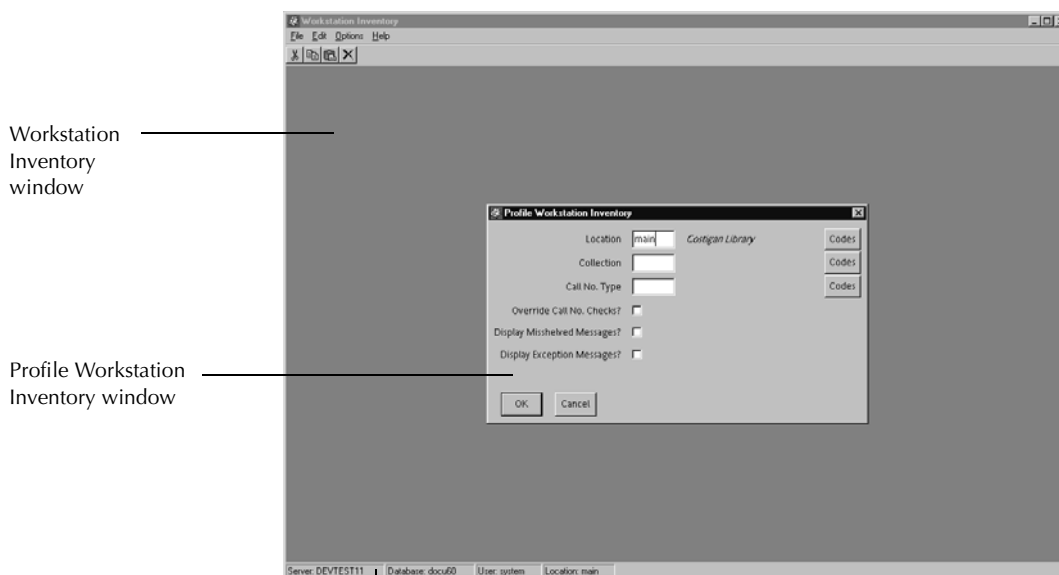 Workstation Inventory
File Edit Options Help
Workstation
Inventory
window
Profile Workstation Inventory
Location main Costigan Library Codes
Collection Codes
Call No. Type Codes
Override Call No. Checks?
Display Misshelved Messages?
Display Exception Messages?
Profile Workstation
Inventory window
OK Cancel
Server: DEVTEST11 Database: docu60 User: system Location: main